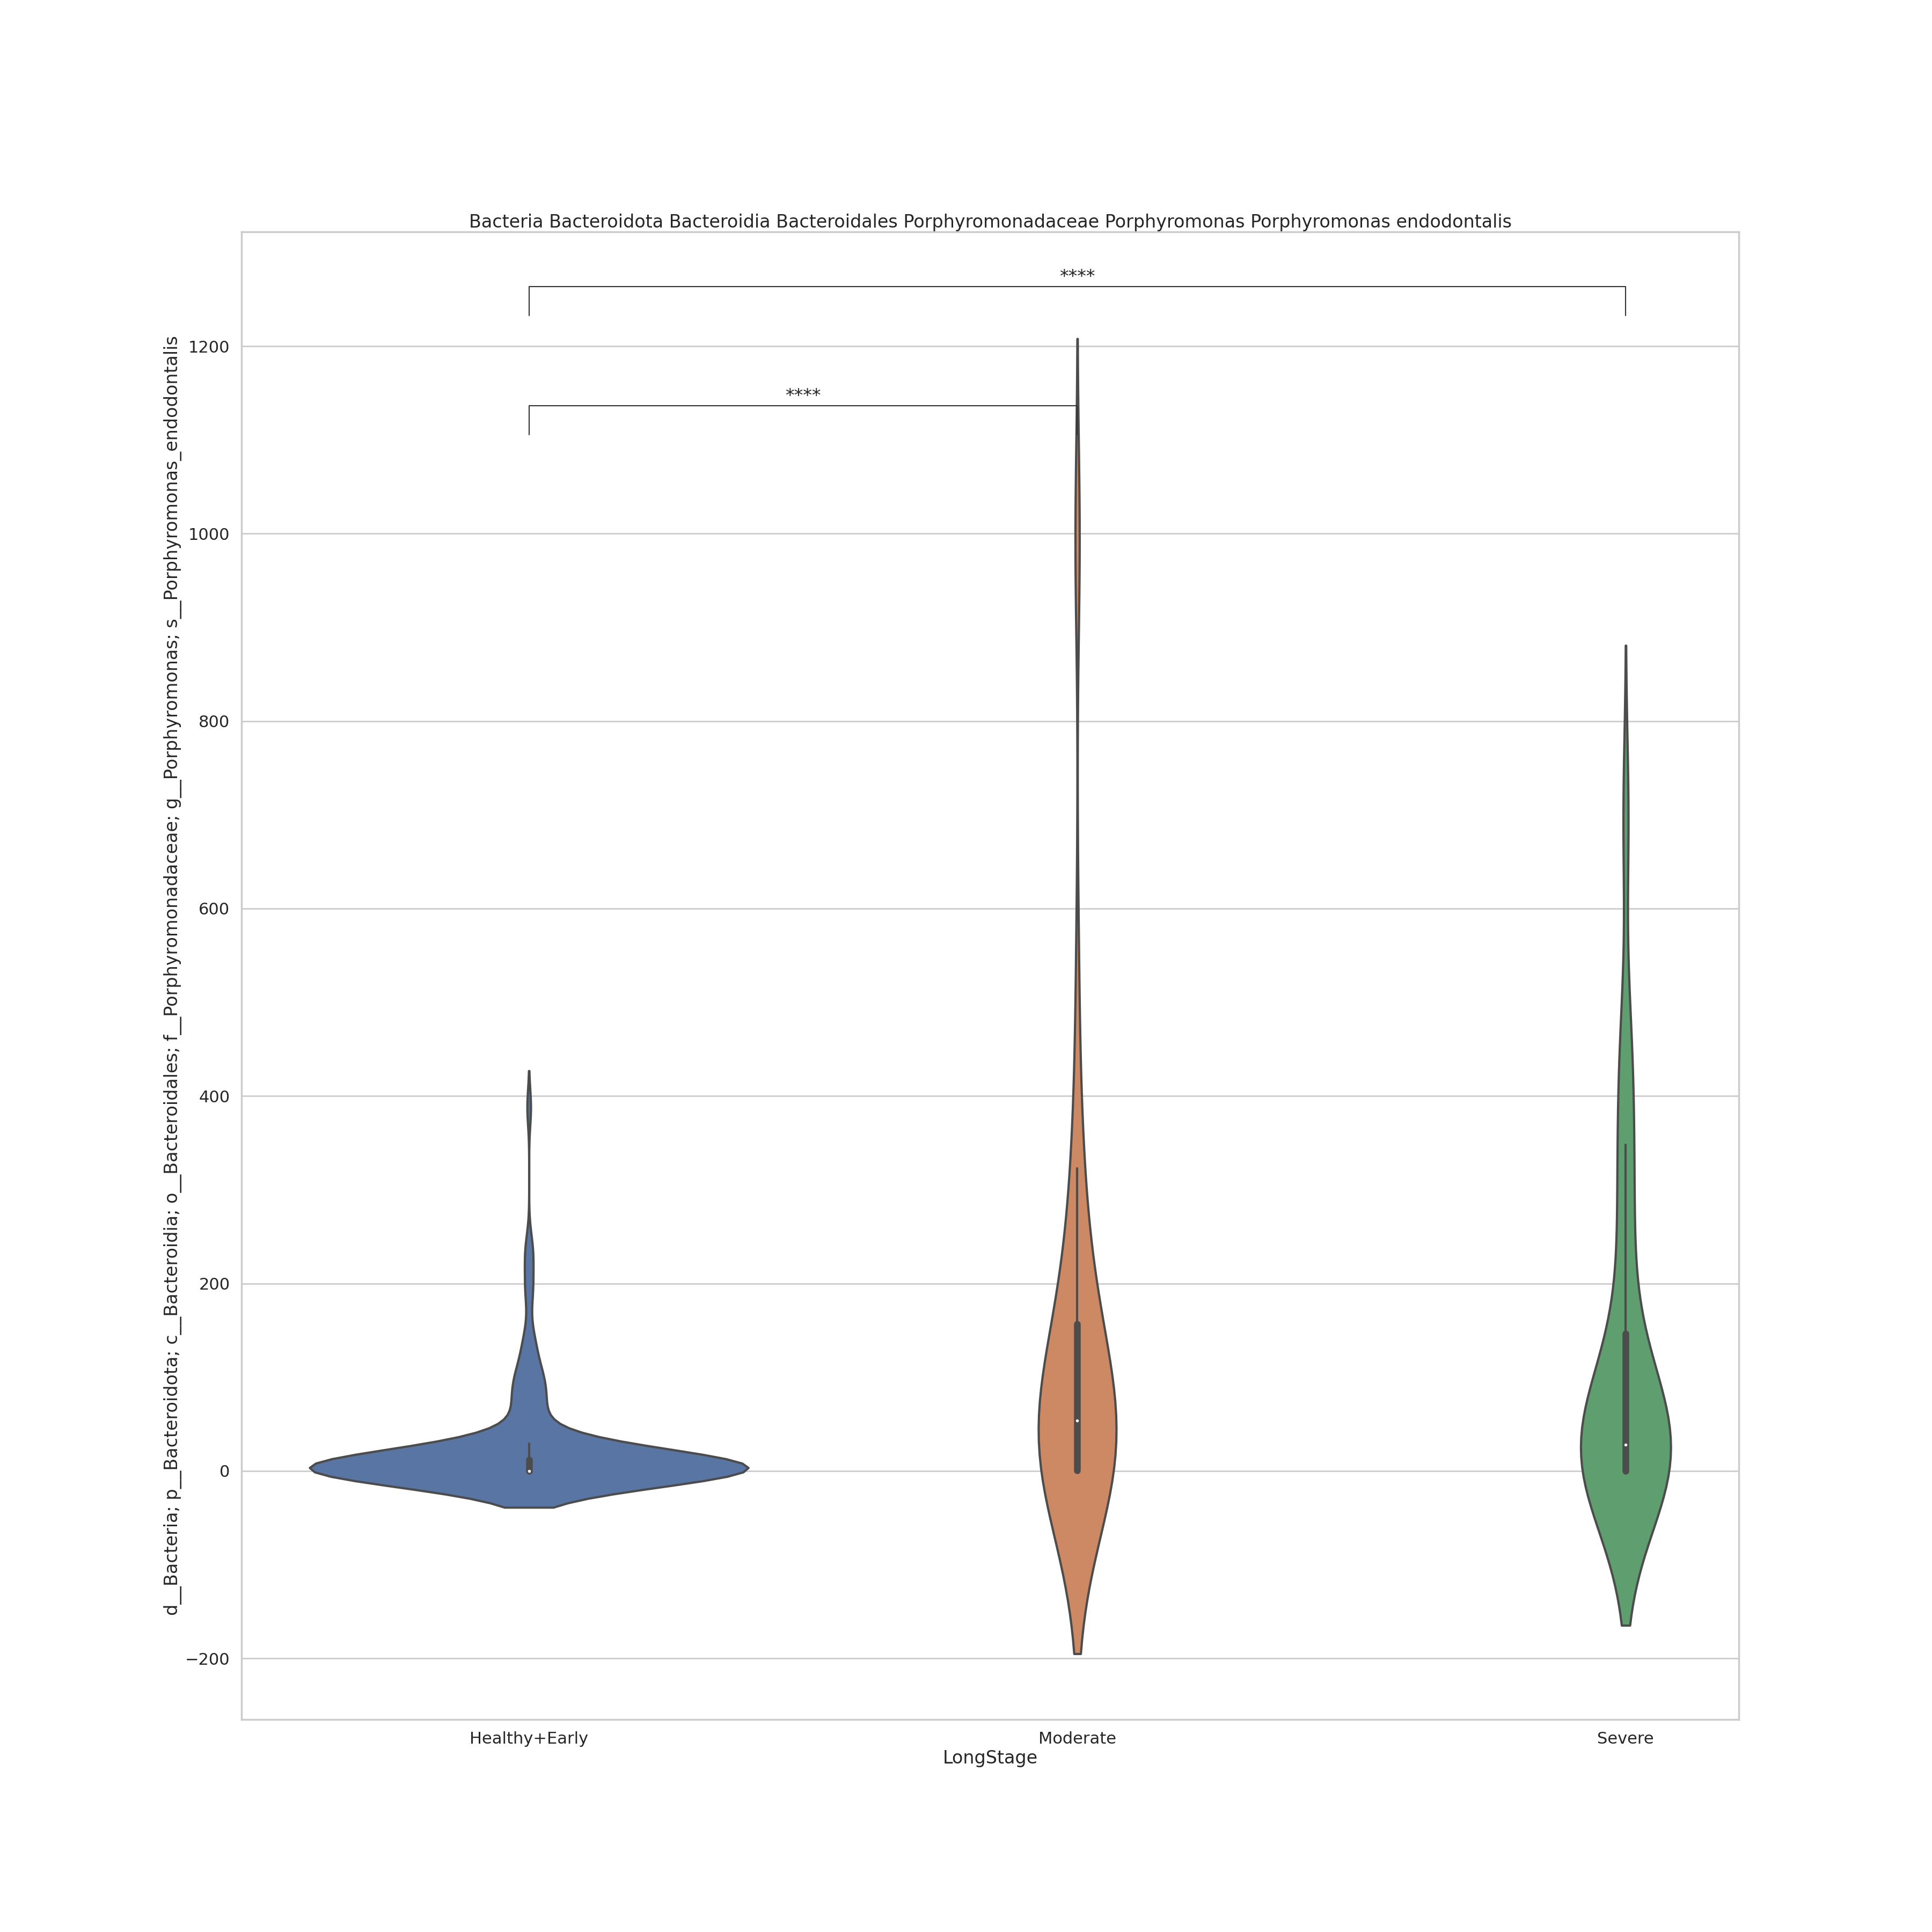 Bacteria Bacteroidota Bacteroidia Bacteroidales Porphyromonadaceae Porphyromonas Porphyromonas endodontalis
****
****
d__Bacteria; p__Bacteroidota; c__Bacteroidia; o__Bacteroidales; f__Porphyromonadaceae; g__Porphyromonas; s__Porphyromonas_endodontalis
1200
1000
800
600
400
200
0
−200
Healthy+Early Moderate Severe
LongStage